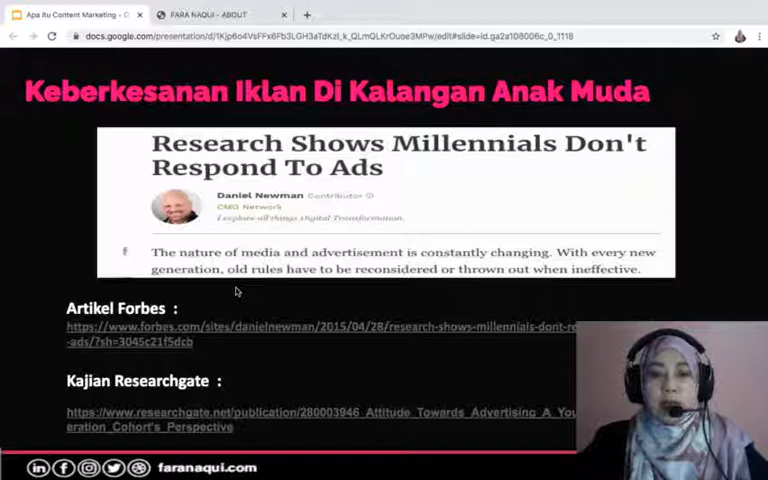 Apa Itu Content Marketing - G
FARA NAQUI - ABOUT
docs.google.com/presentation/d/1Kjp6o4VsFFx6Fb3LGH3aTdKzl_k_QLmQLKrOuoe3MPw/edit#slide=id.ga2a108006c_0_1118
Keberkesanan Iklan Di Kalangan Anak Muda
Research Shows Millennials Don't
Respond To Ads
Daniel Newman Contributor
CMO Network
I explore all things Digital Transformation.
f
The nature of media and advertisement is constantly changing. With every new
generation, old rules have to be reconsidered or thrown out when ineffective.
Artikel Forbes :
https://www.forbes.com/sites/danielnewman/2015/04/28/research-shows-millennials-dont-re
-ads/?sh=3045c21f5dcb
Kajian Researchgate :
https://www.researchgate.net/publication/280003946_Attitude_Towards_Advertising_A_You
eration_Cohort's_Perspective
faranaqui.com